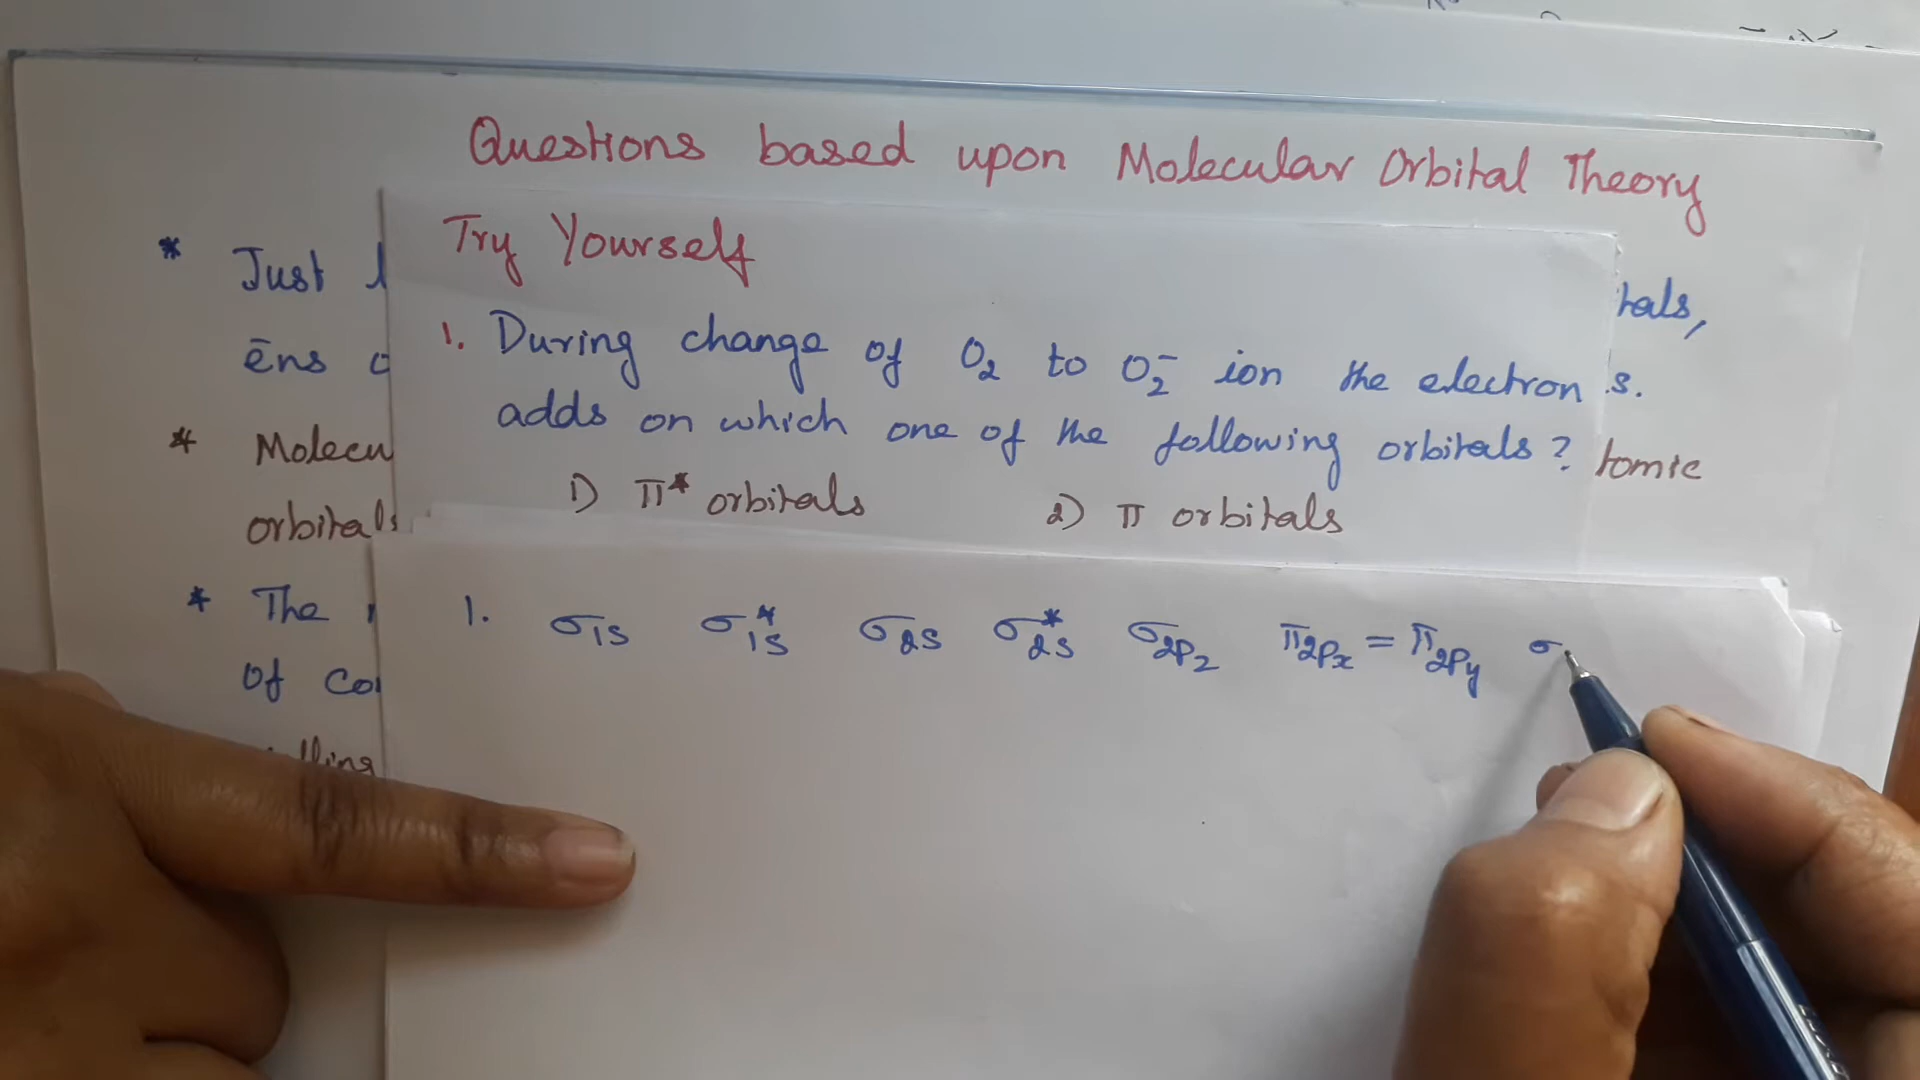 Questions based upon Molecular Orbital Theory
Try Yourself
* Just
tals,
1. During change of O₂ to O₂⁻ ion the electron
ēns
s.
adds on which one of the following orbitals?
* Molecu
tomic
1) π* orbitals 2) π orbitals
orbitals
1. σ1s σ*1s σ2s σ*2s σ2pz π2px = π2py σ
* The
of co
lling